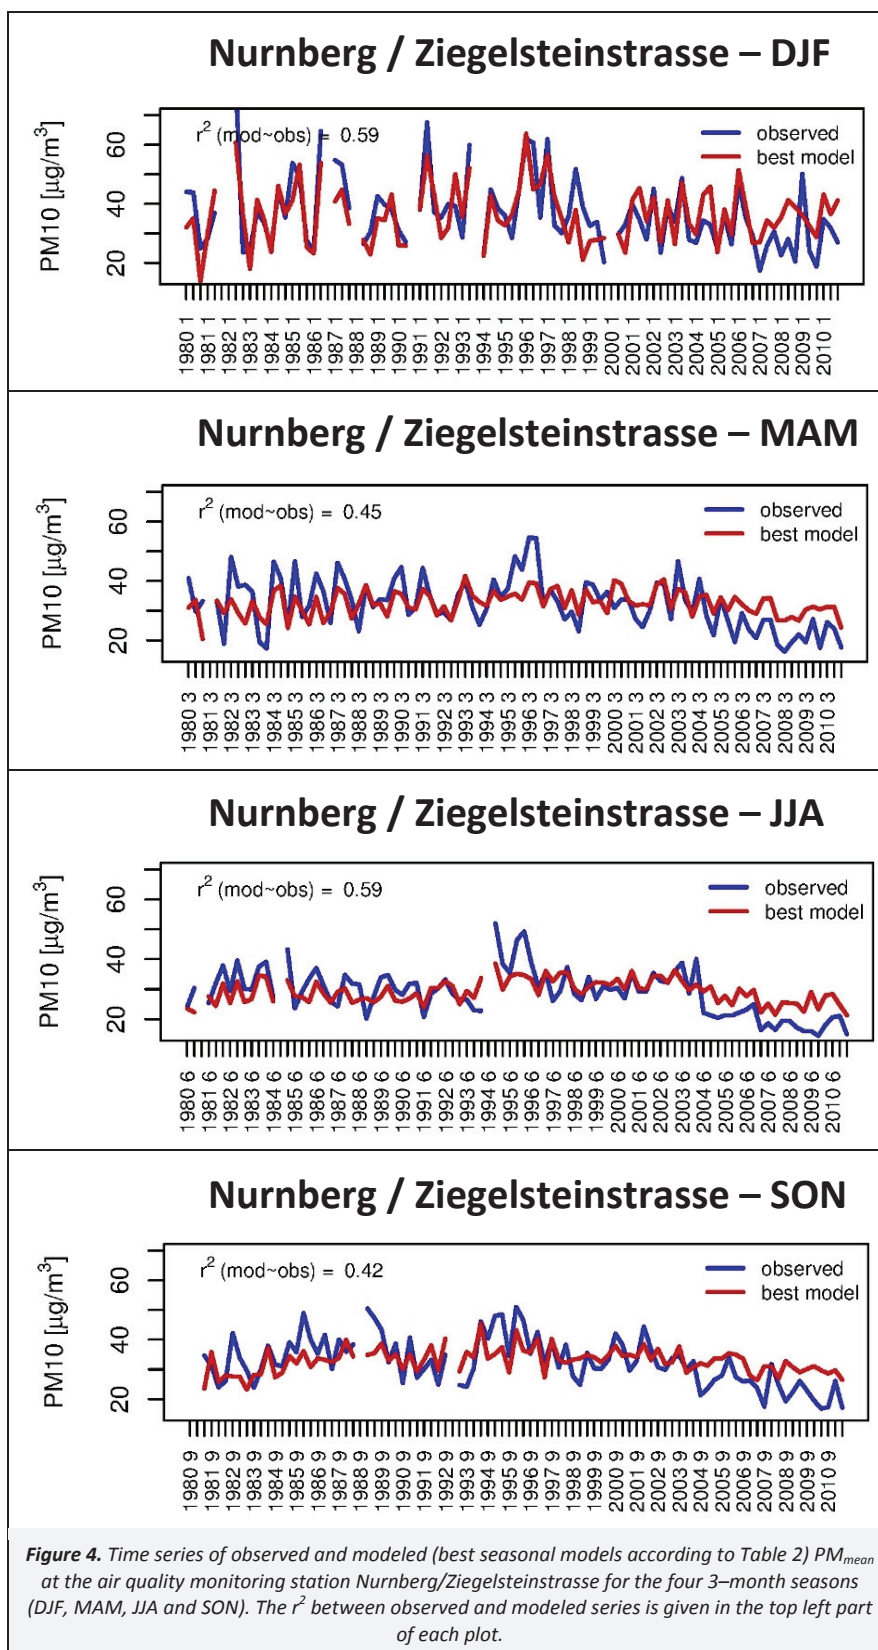 Nurnberg / Ziegelsteinstrasse – DJF
PM10 [µg/m³]
20 40 60
r² (mod~obs) = 0.59
observed
best model
1980 1 1981 1 1982 1 1983 1 1984 1 1985 1 1986 1 1987 1 1988 1 1989 1 1990 1 1991 1 1992 1 1993 1 1994 1 1995 1 1996 1 1997 1 1998 1 1999 1 2000 1 2001 1 2002 1 2003 1 2004 1 2005 1 2006 1 2007 1 2008 1 2009 1 2010 1
Nurnberg / Ziegelsteinstrasse – MAM
PM10 [µg/m³]
20 40 60
r² (mod~obs) = 0.45
observed
best model
1980 3 1981 3 1982 3 1983 3 1984 3 1985 3 1986 3 1987 3 1988 3 1989 3 1990 3 1991 3 1992 3 1993 3 1994 3 1995 3 1996 3 1997 3 1998 3 1999 3 2000 3 2001 3 2002 3 2003 3 2004 3 2005 3 2006 3 2007 3 2008 3 2009 3 2010 3
Nurnberg / Ziegelsteinstrasse – JJA
PM10 [µg/m³]
20 40 60
r² (mod~obs) = 0.59
observed
best model
1980 6 1981 6 1982 6 1983 6 1984 6 1985 6 1986 6 1987 6 1988 6 1989 6 1990 6 1991 6 1992 6 1993 6 1994 6 1995 6 1996 6 1997 6 1998 6 1999 6 2000 6 2001 6 2002 6 2003 6 2004 6 2005 6 2006 6 2007 6 2008 6 2009 6 2010 6
Nurnberg / Ziegelsteinstrasse – SON
PM10 [µg/m³]
20 40 60
r² (mod~obs) = 0.42
observed
best model
1980 9 1981 9 1982 9 1983 9 1984 9 1985 9 1986 9 1987 9 1988 9 1989 9 1990 9 1991 9 1992 9 1993 9 1994 9 1995 9 1996 9 1997 9 1998 9 1999 9 2000 9 2001 9 2002 9 2003 9 2004 9 2005 9 2006 9 2007 9 2008 9 2009 9 2010 9
Figure 4. Time series of observed and modeled (best seasonal models according to Table 2) PMmean
at the air quality monitoring station Nurnberg/Ziegelsteinstrasse for the four 3–month seasons
(DJF, MAM, JJA and SON). The r² between observed and modeled series is given in the top left part
of each plot.